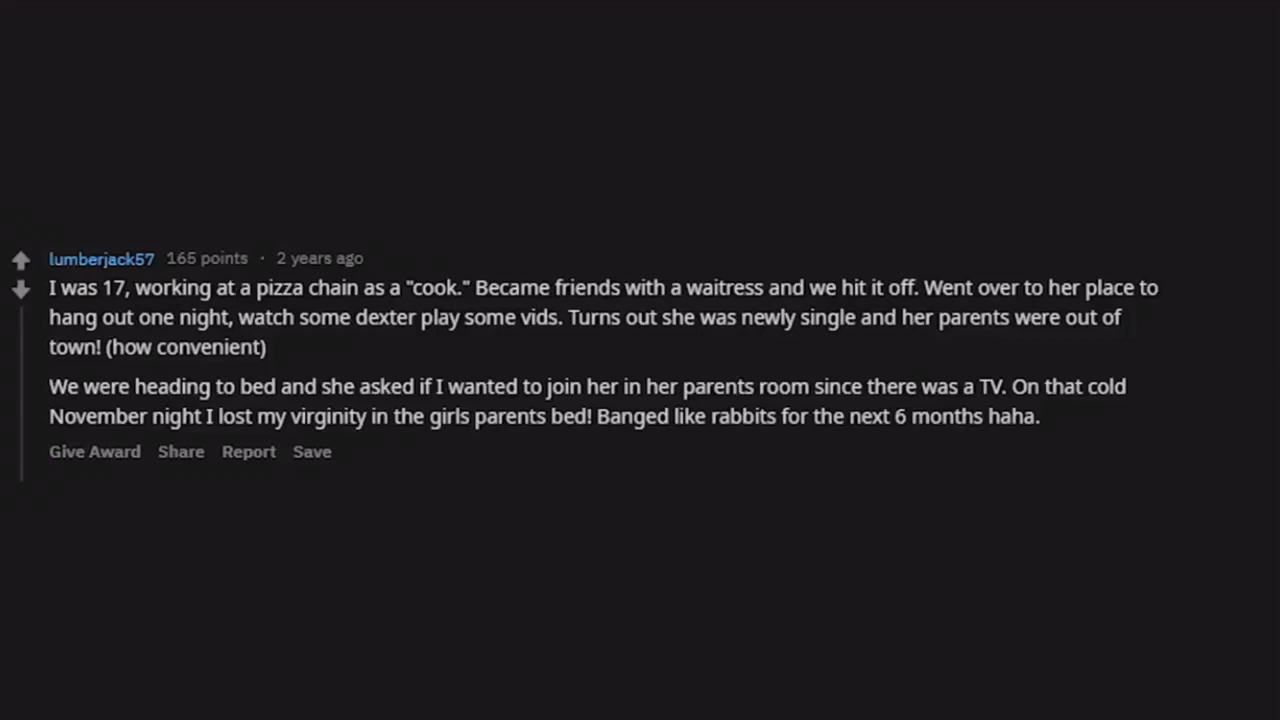 lumberjack57 165 points · 2 years ago
I was 17, working at a pizza chain as a "cook." Became friends with a waitress and we hit it off. Went over to her place to
hang out one night, watch some dexter play some vids. Turns out she was newly single and her parents were out of
town! (how convenient)
We were heading to bed and she asked if I wanted to join her in her parents room since there was a TV. On that cold
November night I lost my virginity in the girls parents bed! Banged like rabbits for the next 6 months haha.
Give Award Share Report Save